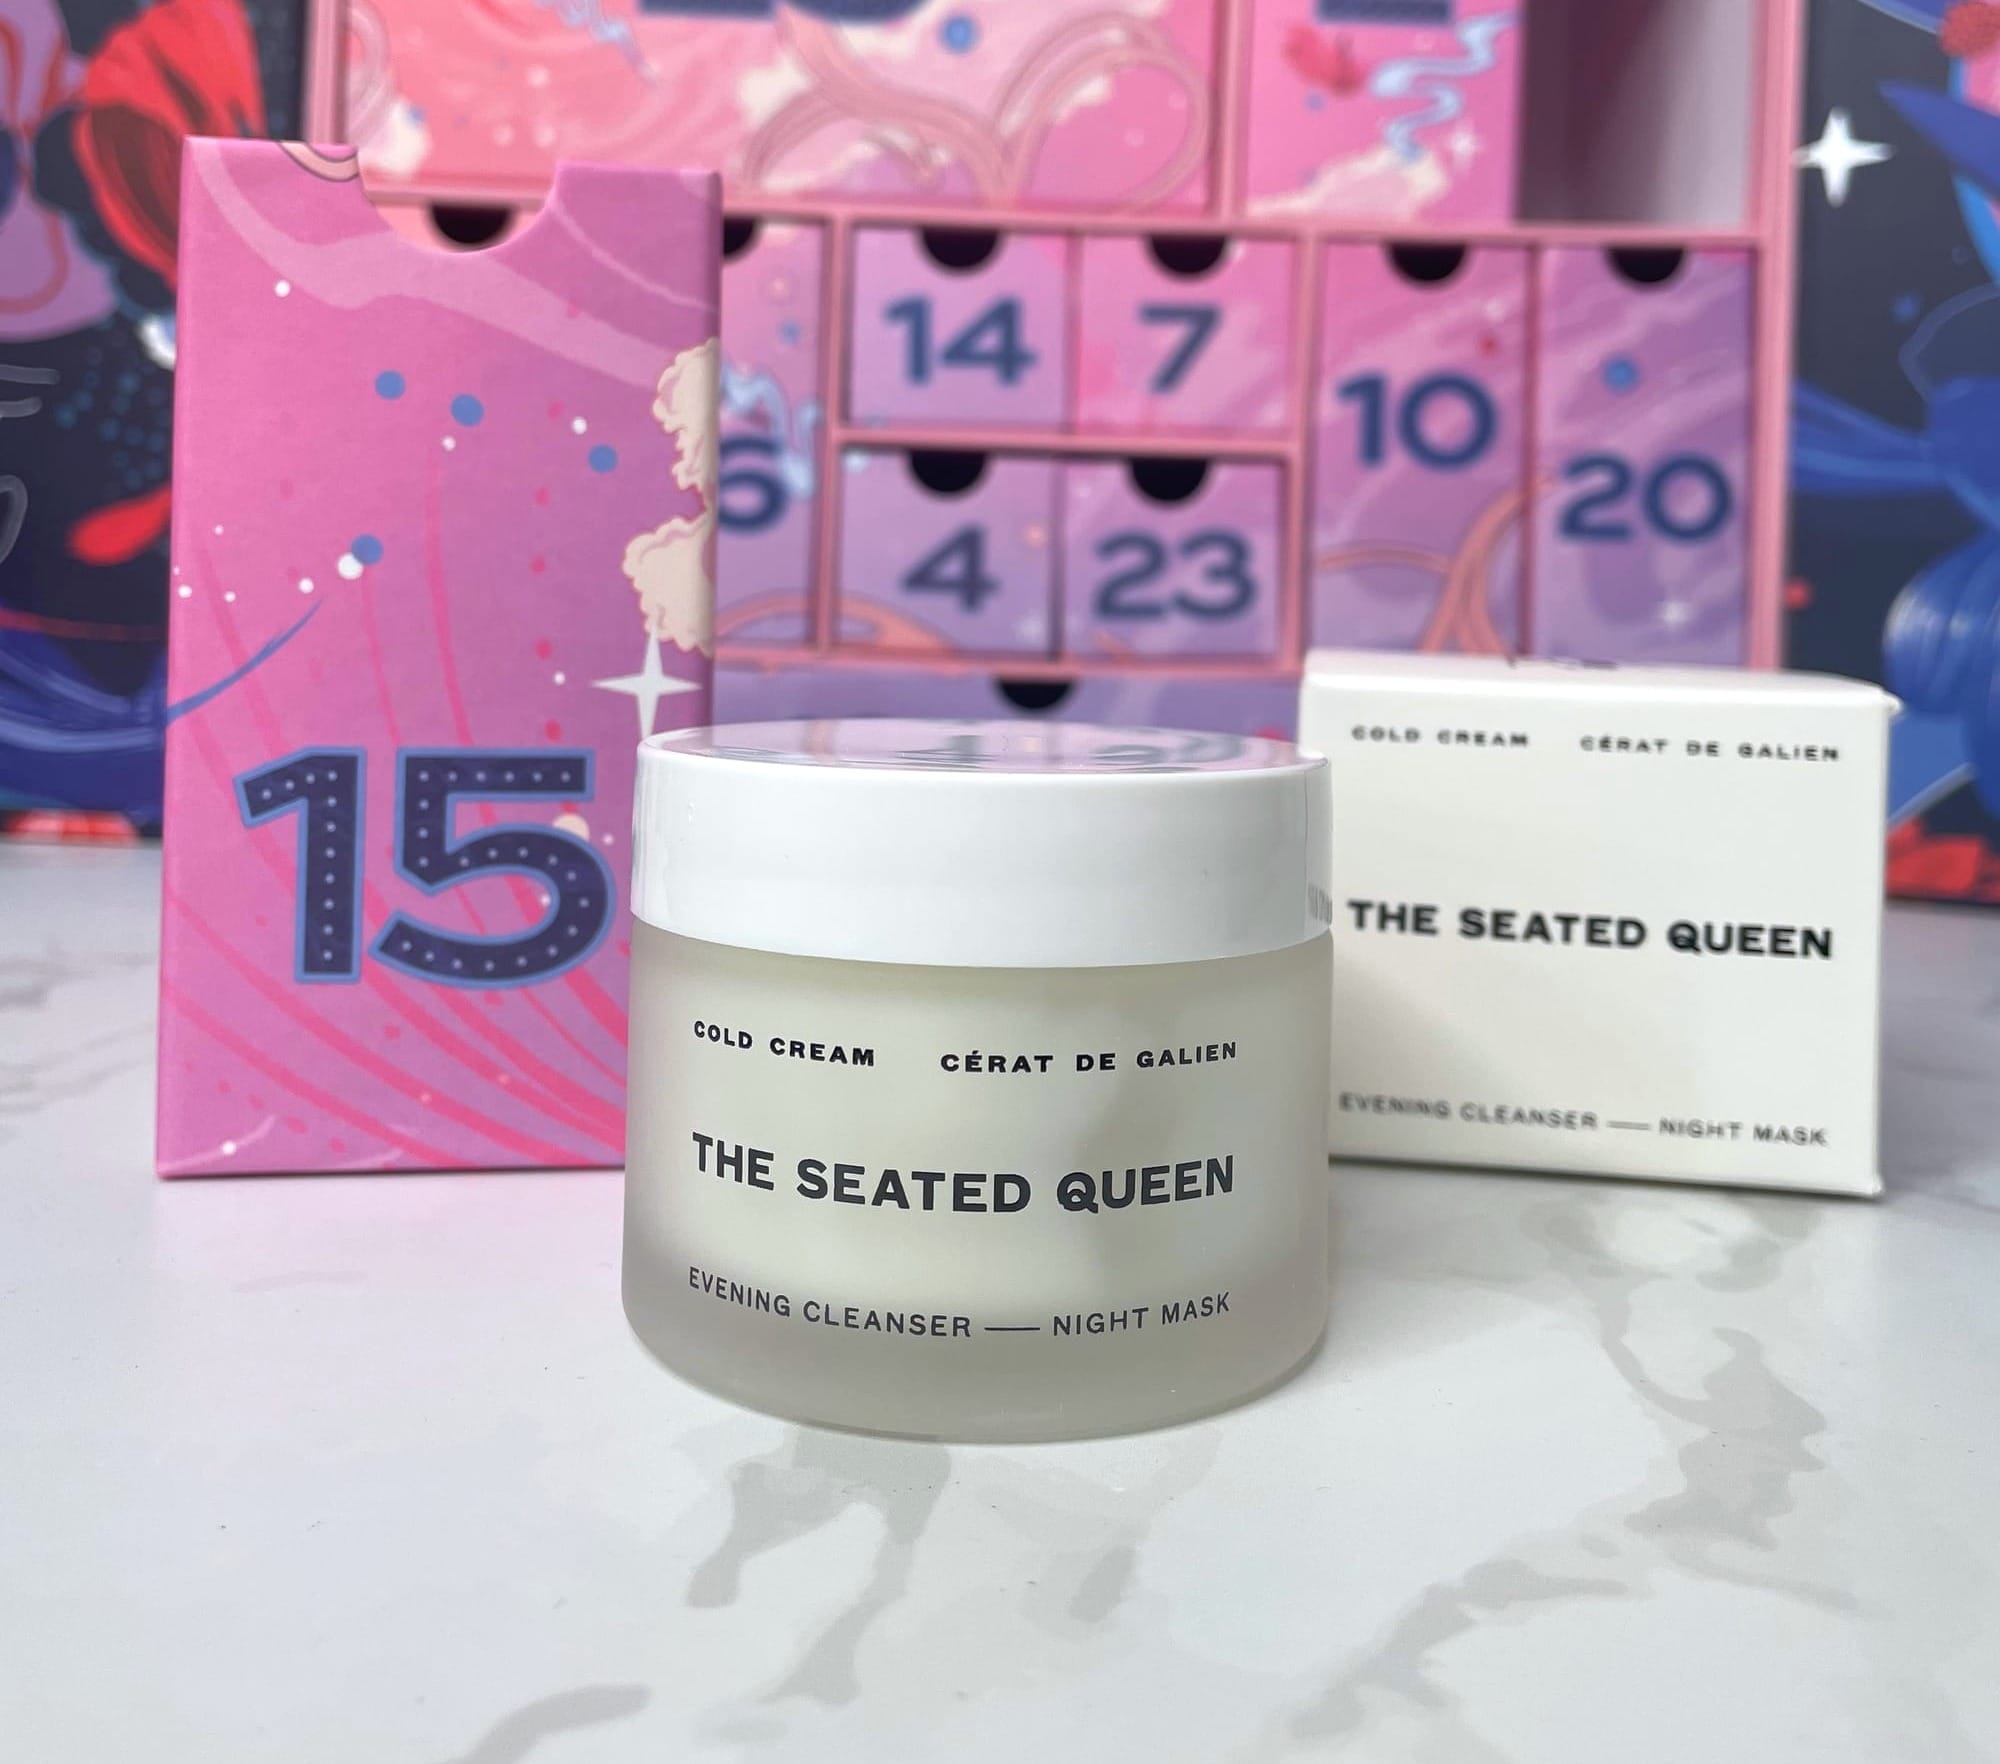 14
7
10
20
6
4
23
15
COLD CREAM CÉRAT DE GALIEN
THE SEATED QUEEN
EVENING CLEANSER — NIGHT MASK
COLD CREAM CÉRAT DE GALIEN
THE SEATED QUEEN
EVENING CLEANSER — NIGHT MASK